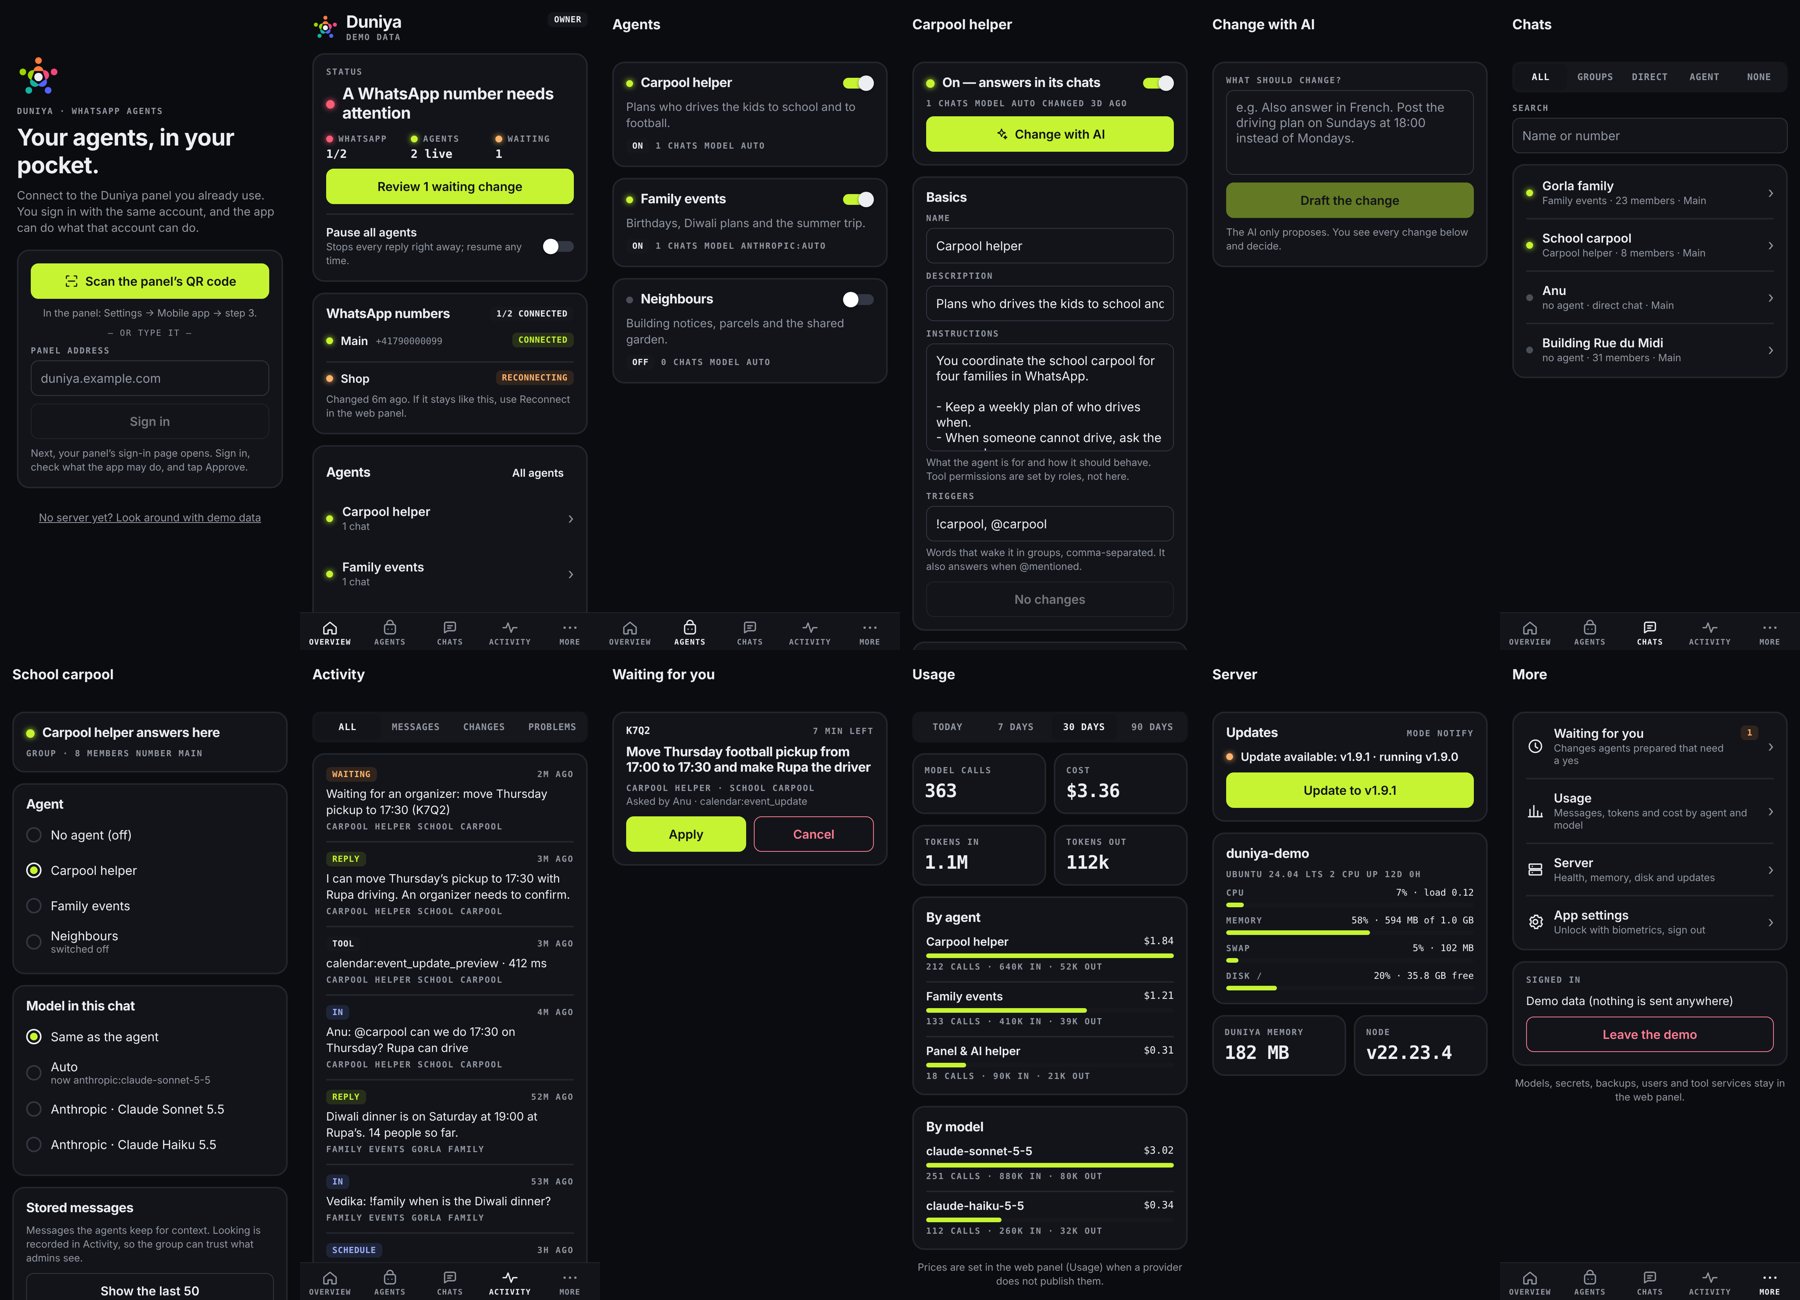 DUNIYA · WHATSAPP AGENTS
Your agents, in your
pocket.
Connect to the Duniya panel you already use.
You sign in with the same account, and the app
can do what that account can do.
Scan the panel's QR code
In the panel: Settings → Mobile app → step 3.
— OR TYPE IT —
PANEL ADDRESS
duniya.example.com
Sign in
Next, your panel's sign-in page opens. Sign in,
check what the app may do, and tap Approve.
No server yet? Look around with demo data
Duniya
DEMO DATA
OWNER
STATUS
A WhatsApp number needs
attention
WHATSAPP AGENTS WAITING
1/2 2 live 1
Review 1 waiting change
Pause all agents
Stops every reply right away; resume any
time.
WhatsApp numbers 1/2 CONNECTED
Main +41790000099 CONNECTED
Shop RECONNECTING
Changed 6m ago. If it stays like this, use Reconnect
in the web panel.
Agents All agents
Carpool helper
1 chat
Family events
1 chat
OVERVIEW AGENTS CHATS ACTIVITY MORE
Agents
Carpool helper
Plans who drives the kids to school and to
football.
ON 1 CHATS MODEL AUTO
Family events
Birthdays, Diwali plans and the summer trip.
ON 1 CHATS MODEL ANTHROPIC:AUTO
Neighbours
Building notices, parcels and the shared
garden.
OFF 0 CHATS MODEL AUTO
OVERVIEW AGENTS CHATS ACTIVITY MORE
Carpool helper
On — answers in its chats
1 CHATS MODEL AUTO CHANGED 3D AGO
Change with AI
Basics
NAME
Carpool helper
DESCRIPTION
Plans who drives the kids to school anc
INSTRUCTIONS
You coordinate the school carpool for
four families in WhatsApp.
- Keep a weekly plan of who drives
when.
- When someone cannot drive, ask the
What the agent is for and how it should behave.
Tool permissions are set by roles, not here.
TRIGGERS
!carpool, @carpool
Words that wake it in groups, comma-separated. It
also answers when @mentioned.
No changes
Change with AI
WHAT SHOULD CHANGE?
e.g. Also answer in French. Post the
driving plan on Sundays at 18:00
instead of Mondays.
Draft the change
The AI only proposes. You see every change below
and decide.
Chats
ALL GROUPS DIRECT AGENT NONE
SEARCH
Name or number
Gorla family
Family events · 23 members · Main
School carpool
Carpool helper · 8 members · Main
Anu
no agent · direct chat · Main
Building Rue du Midi
no agent · 31 members · Main
OVERVIEW AGENTS CHATS ACTIVITY MORE
School carpool
Carpool helper answers here
GROUP · 8 MEMBERS NUMBER MAIN
Agent
No agent (off)
Carpool helper
Family events
Neighbours
switched off
Model in this chat
Same as the agent
Auto
now anthropic:claude-sonnet-5-5
Anthropic · Claude Sonnet 5.5
Anthropic · Claude Haiku 5.5
Stored messages
Messages the agents keep for context. Looking is
recorded in Activity, so the group can trust what
admins see.
Show the last 50
Activity
ALL MESSAGES CHANGES PROBLEMS
WAITING 2M AGO
Waiting for an organizer: move Thursday
pickup to 17:30 (K7Q2)
CARPOOL HELPER SCHOOL CARPOOL
REPLY 3M AGO
I can move Thursday's pickup to 17:30 with
Rupa driving. An organizer needs to confirm.
CARPOOL HELPER SCHOOL CARPOOL
TOOL 3M AGO
calendar:event_update_preview · 412 ms
CARPOOL HELPER SCHOOL CARPOOL
IN 4M AGO
Anu: @carpool can we do 17:30 on
Thursday? Rupa can drive
CARPOOL HELPER SCHOOL CARPOOL
REPLY 52M AGO
Diwali dinner is on Saturday at 19:00 at
Rupa's. 14 people so far.
FAMILY EVENTS GORLA FAMILY
IN 53M AGO
Vedika: !family when is the Diwali dinner?
FAMILY EVENTS GORLA FAMILY
SCHEDULE 3H AGO
OVERVIEW AGENTS CHATS ACTIVITY MORE
Waiting for you
K7Q2 7 MIN LEFT
Move Thursday football pickup from
17:00 to 17:30 and make Rupa the driver
CARPOOL HELPER · SCHOOL CARPOOL
Asked by Anu · calendar:event_update
Apply Cancel
Usage
TODAY 7 DAYS 30 DAYS 90 DAYS
MODEL CALLS COST
363 $3.36
TOKENS IN TOKENS OUT
1.1M 112k
By agent
Carpool helper $1.84
212 CALLS · 640K IN · 52K OUT
Family events $1.21
133 CALLS · 410K IN · 39K OUT
Panel & AI helper $0.31
18 CALLS · 90K IN · 21K OUT
By model
claude-sonnet-5-5 $3.02
251 CALLS · 880K IN · 80K OUT
claude-haiku-5-5 $0.34
112 CALLS · 260K IN · 32K OUT
Prices are set in the web panel (Usage) when a provider
does not publish them.
Server
Updates MODE NOTIFY
Update available: v1.9.1 · running v1.9.0
Update to v1.9.1
duniya-demo
UBUNTU 24.04 LTS 2 CPU UP 12D 0H
CPU 7% · load 0.12
MEMORY 58% · 594 MB of 1.0 GB
SWAP 5% · 102 MB
DISK / 20% · 35.8 GB free
DUNIYA MEMORY NODE
182 MB v22.23.4
More
Waiting for you 1
Changes agents prepared that need
a yes
Usage
Messages, tokens and cost by agent and
model
Server
Health, memory, disk and updates
App settings
Unlock with biometrics, sign out
SIGNED IN
Demo data (nothing is sent anywhere)
Leave the demo
Models, secrets, backups, users and tool services stay in
the web panel.
OVERVIEW AGENTS CHATS ACTIVITY MORE